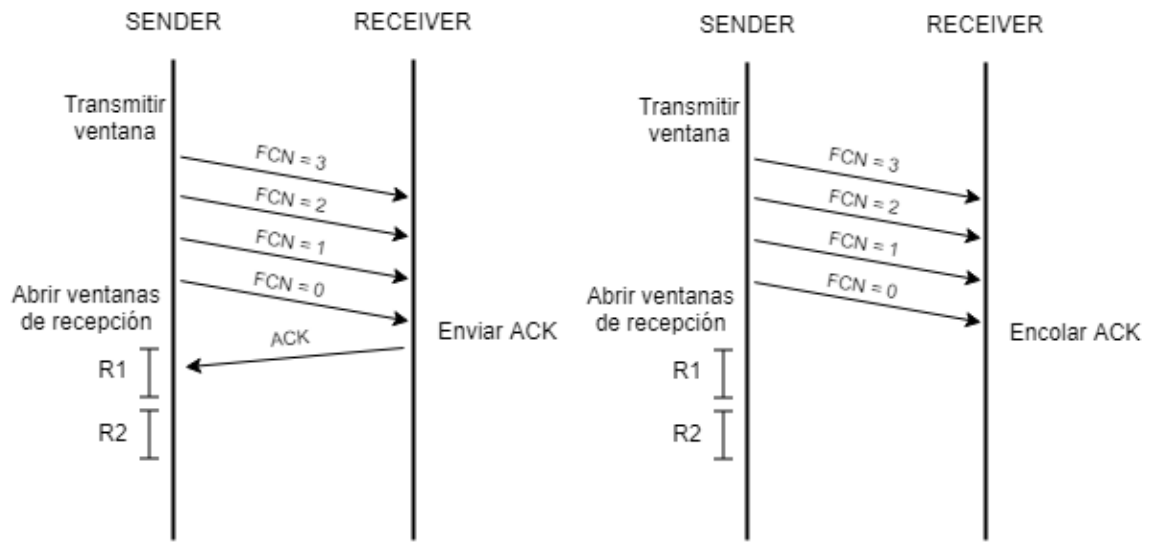 SENDER
RECEIVER
Transmitir
ventana
FCN = 3
FCN = 2
FCN = 1
FCN = 0
Abrir ventanas
de recepción
Enviar ACK
ACK
R1
R2
SENDER
RECEIVER
Transmitir
ventana
FCN = 3
FCN = 2
FCN = 1
FCN = 0
Abrir ventanas
de recepción
Encolar ACK
R1
R2